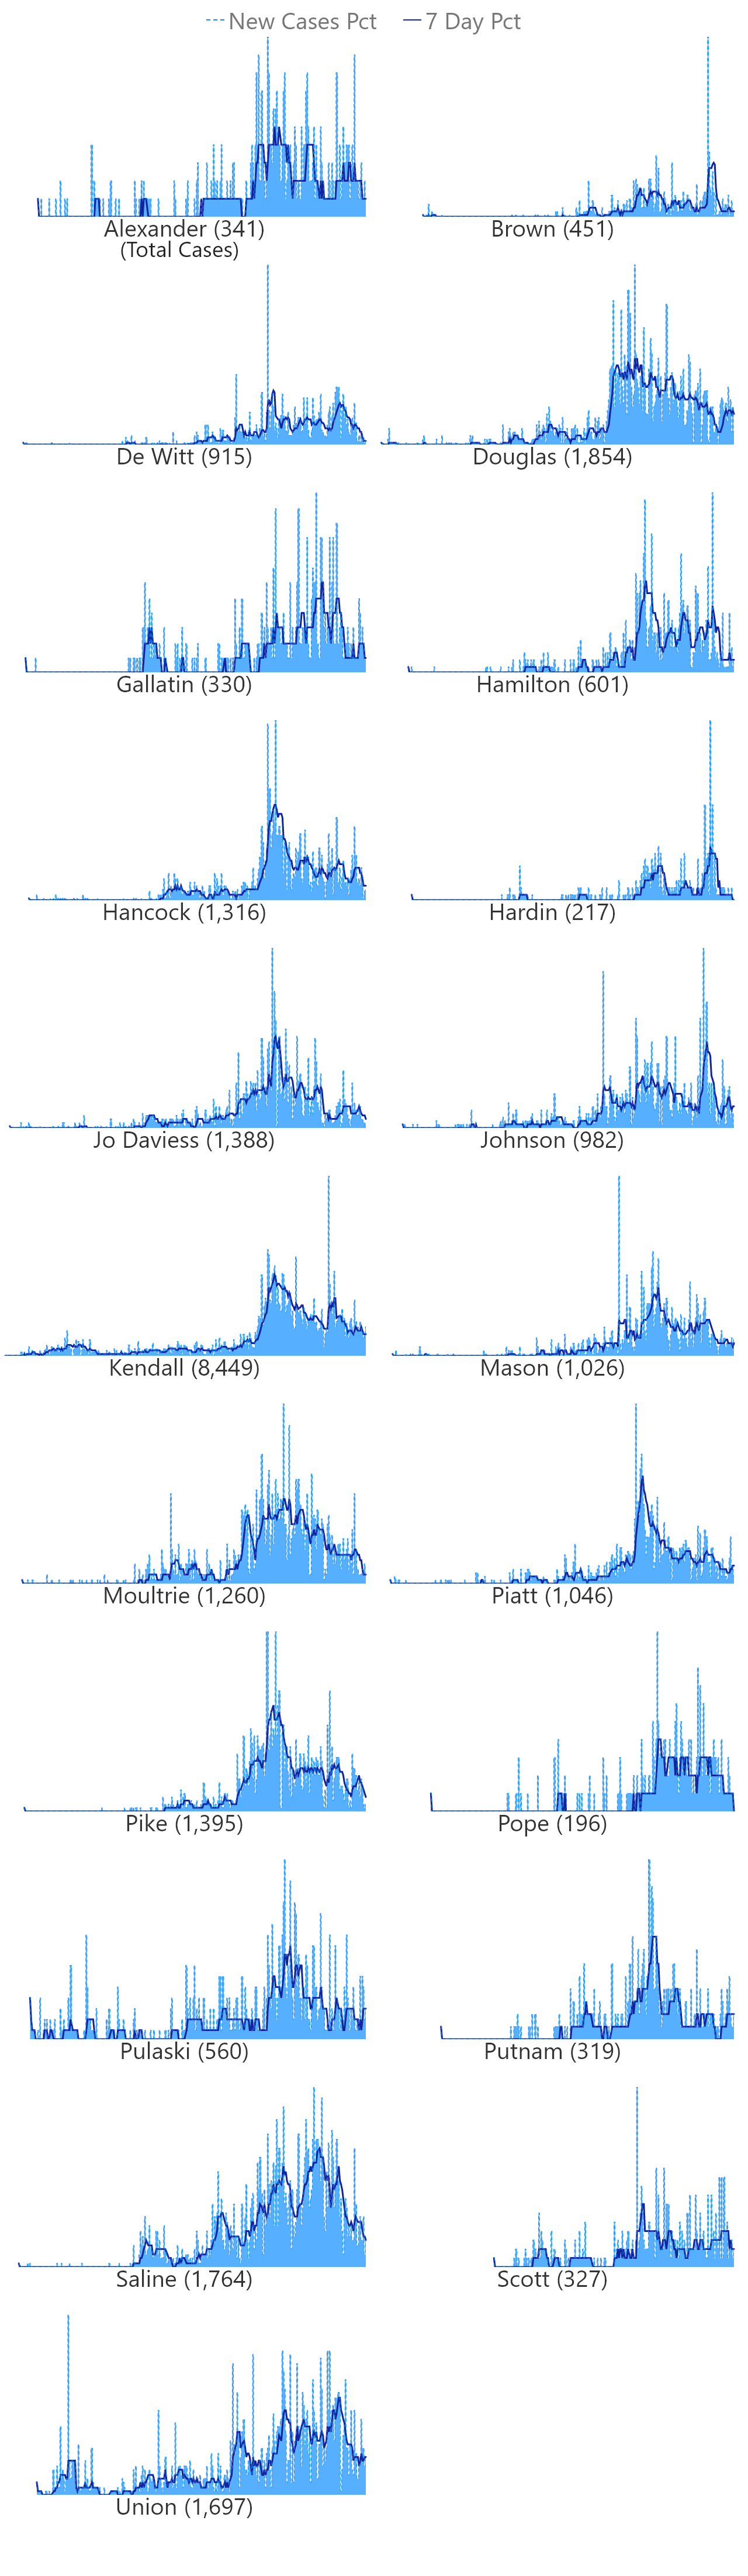 New Cases Pct 7 Day Pct
Alexander (341) Brown (451)
(Total Cases)
De Witt (915) Douglas (1,854)
Gallatin (330) Hamilton (601)
Hancock (1,316) Hardin (217)
Jo Daviess (1,388) Johnson (982)
Kendall (8,449) Mason (1,026)
Moultrie (1,260) Piatt (1,046)
Pike (1,395) Pope (196)
Pulaski (560) Putnam (319)
Saline (1,764) Scott (327)
Union (1,697)